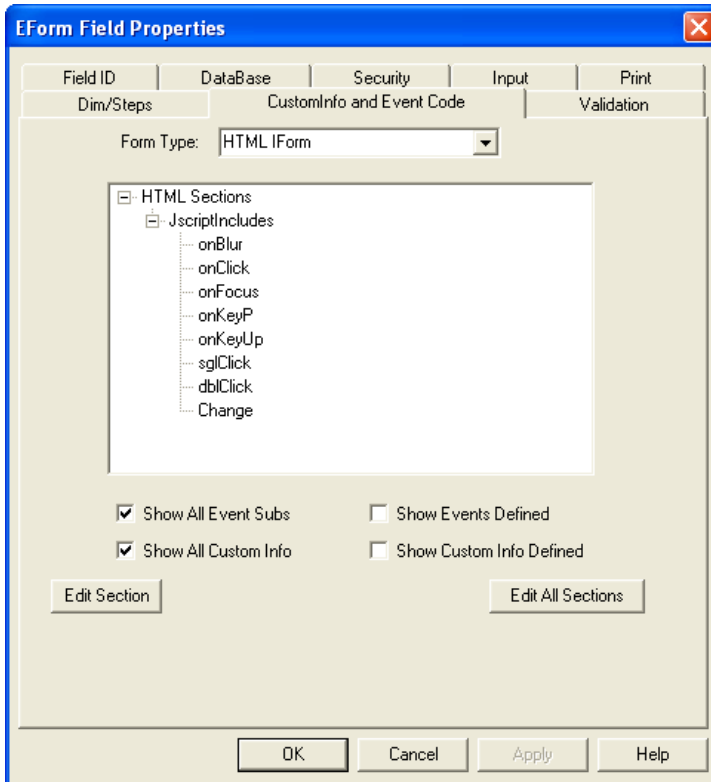 EForm Field Properties
Field ID DataBase Security Input Print
Dim/Steps CustomInfo and Event Code Validation
Form Type: HTML IForm
HTML Sections
JscriptIncludes
onBlur
onClick
onFocus
onKeyP
onKeyUp
sglClick
dblClick
Change
Show All Event Subs Show Events Defined
Show All Custom Info Show Custom Info Defined
Edit Section Edit All Sections
OK Cancel Apply Help